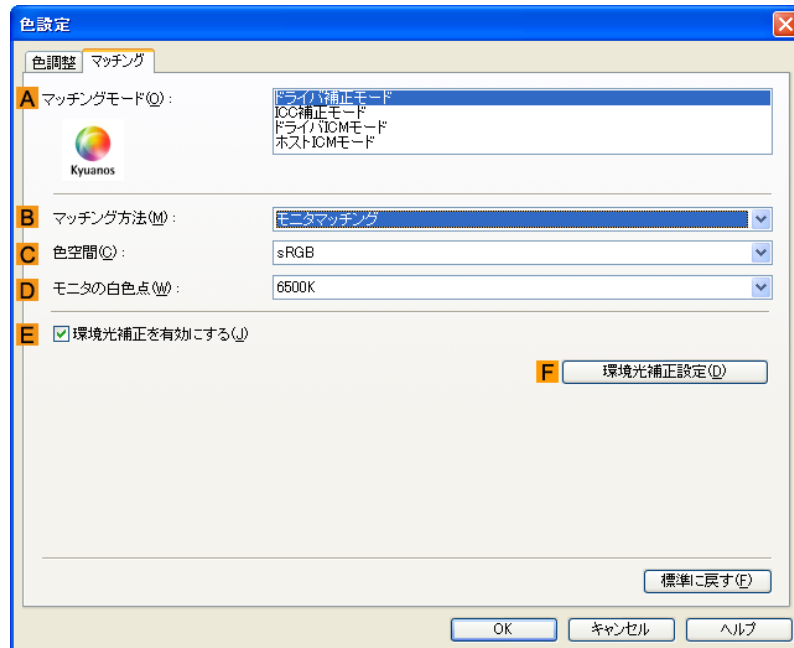 色設定
色調整 マッチング
A マッチングモード(O):
ドライバ補正モード
ICC補正モード
ドライバICMモード
ホストICMモード
Kyuanos
B マッチング方法(M): モニタマッチング
C 色空間(C): sRGB
D モニタの白色点(W): 6500K
E 環境光補正を有効にする(J)
F 環境光補正設定(D)
標準に戻す(F)
OK キャンセル ヘルプ